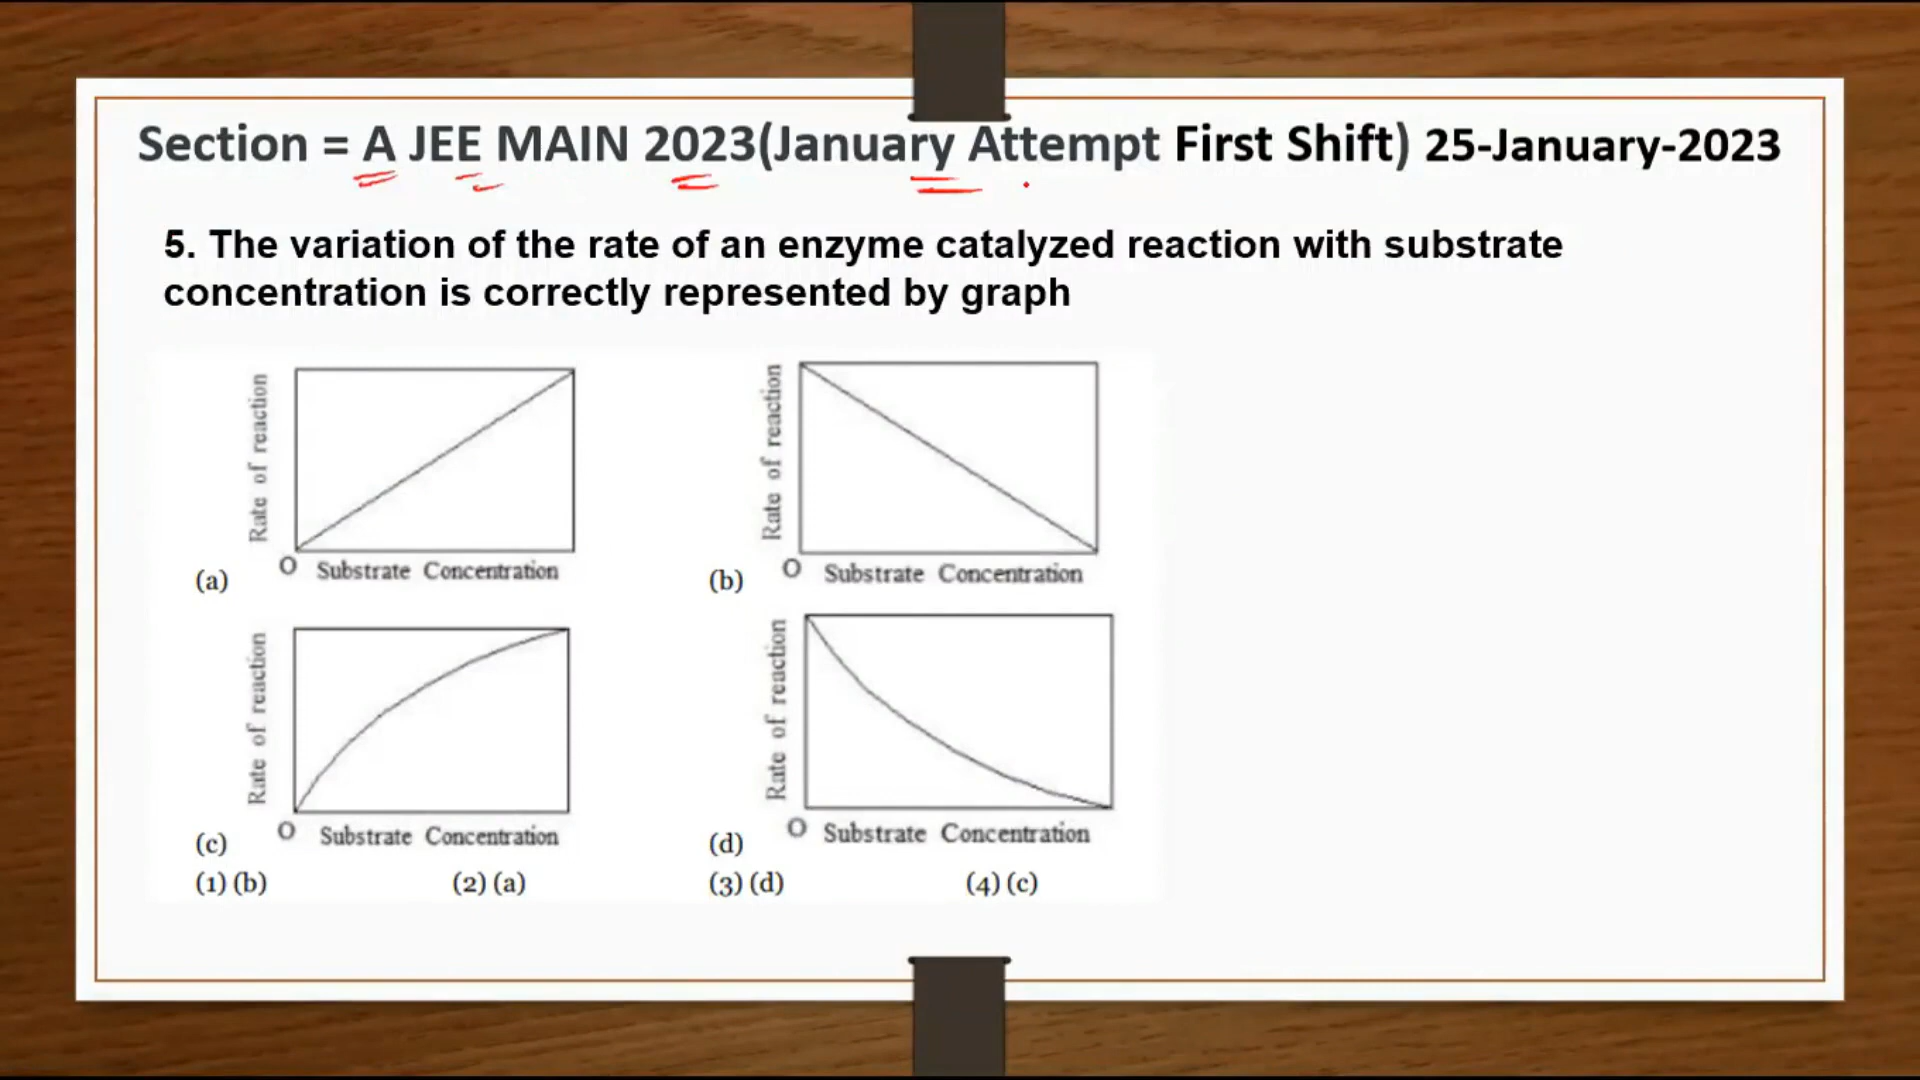 Section = A JEE MAIN 2023(January Attempt First Shift) 25-January-2023
5. The variation of the rate of an enzyme catalyzed reaction with substrate
concentration is correctly represented by graph
Rate of reaction
O Substrate Concentration
(a)
Rate of reaction
O Substrate Concentration
(b)
Rate of reaction
O Substrate Concentration
(c)
Rate of reaction
O Substrate Concentration
(d)
(1) (b) (2) (a) (3) (d) (4) (c)